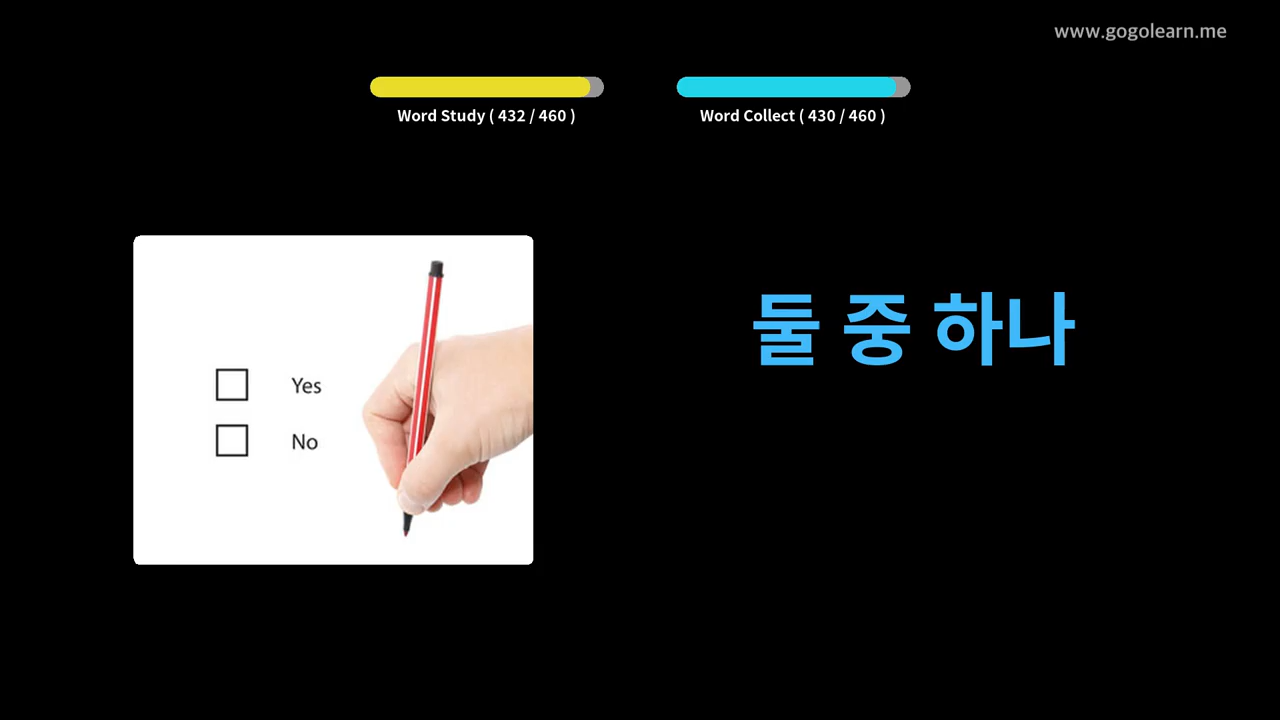 www.gogolearn.me
Word Study ( 432 / 460 )
Word Collect ( 430 / 460 )
Yes
No
둘 중 하나